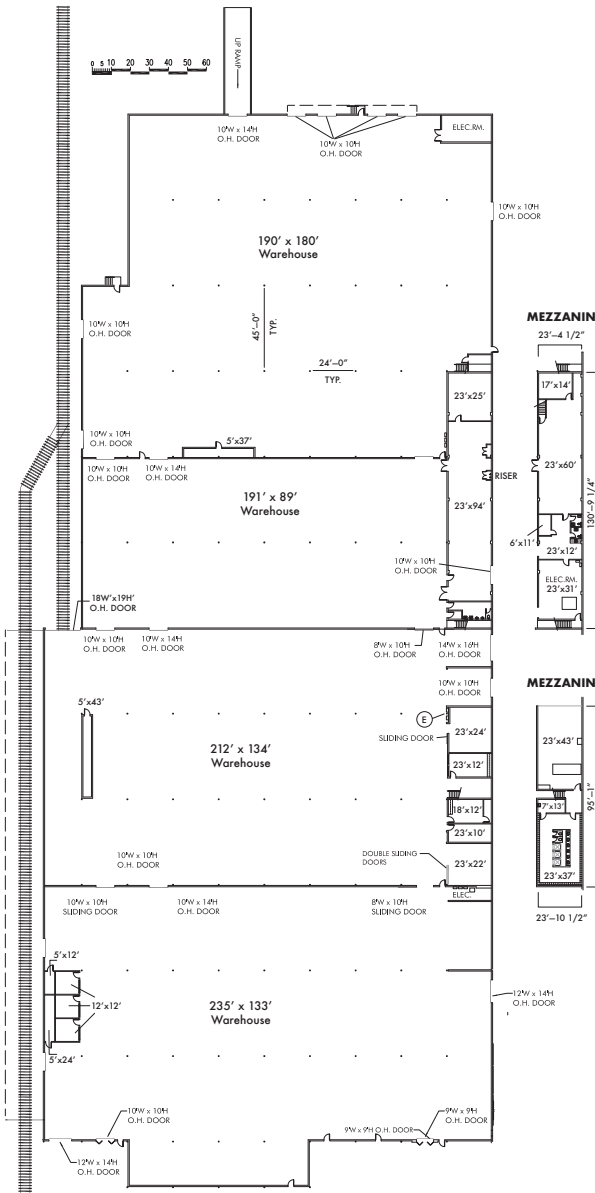 UP RAMP
0 5 10 20 30 40 50 60
10'W x 14'H
O.H. DOOR
10'W x 10'H
O.H. DOOR
ELEC.RM.
10'W x 10'H
O.H. DOOR
190' x 180'
Warehouse
10'W x 10'H
O.H. DOOR
45'–0"
TYP.
24'–0"
TYP.
MEZZANIN
23'–4 1/2"
17'x14'
23'x25'
10'W x 10'H
O.H. DOOR
5'x37'
10'W x 10'H
O.H. DOOR
10'W x 14'H
O.H. DOOR
RISER
23'x60'
191' x 89'
Warehouse
23'x94'
130'–9 1/4"
6'x11'
23'x12'
10'W x 10'H
O.H. DOOR
ELEC.RM.
23'x31'
18W'x19H'
O.H. DOOR
10'W x 10'H
O.H. DOOR
10'W x 14'H
O.H. DOOR
8'W x 10'H
O.H. DOOR
14'W x 16'H
O.H. DOOR
10'W x 10'H
O.H. DOOR
MEZZANIN
5'x43'
E
SLIDING DOOR
23'x24'
23'x43'
212' x 134'
Warehouse
23'x12'
95'–1"
18'x12'
7'x13'
23'x10'
10'W x 10'H
O.H. DOOR
DOUBLE SLIDING
DOORS
23'x22'
23'x37'
ELEC.
10'W x 10'H
SLIDING DOOR
10'W x 14'H
O.H. DOOR
8'W x 10'H
SLIDING DOOR
23'–10 1/2"
5'x12'
12'x12'
235' x 133'
Warehouse
12'W x 14'H
O.H. DOOR
5'x24'
10'W x 10'H
O.H. DOOR
9'W x 9'H
O.H. DOOR
9'W x 9'H O.H. DOOR
12'W x 14'H
O.H. DOOR